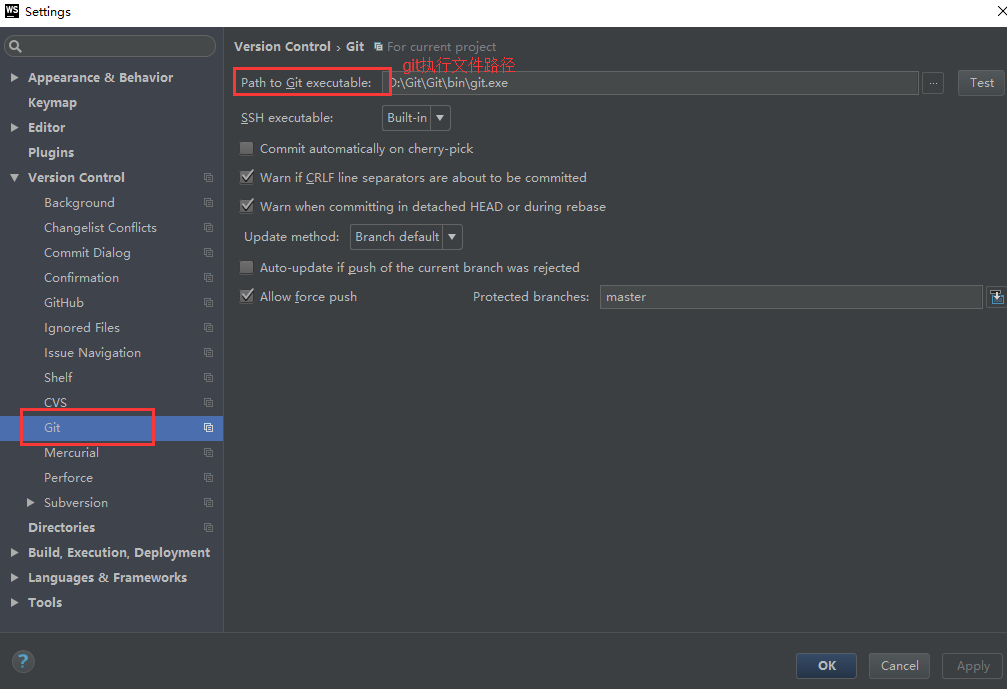 WS Settings
Version Control › Git For current project
git执行文件路径
Path to Git executable: D:\Git\Git\bin\git.exe ... Test
SSH executable: Built-in
Commit automatically on cherry-pick
Warn if CRLF line separators are about to be committed
Warn when committing in detached HEAD or during rebase
Update method: Branch default
Auto-update if push of the current branch was rejected
Allow force push Protected branches: master
Appearance & Behavior
Keymap
Editor
Plugins
Version Control
Background
Changelist Conflicts
Commit Dialog
Confirmation
GitHub
Ignored Files
Issue Navigation
Shelf
CVS
Git
Mercurial
Perforce
Subversion
Directories
Build, Execution, Deployment
Languages & Frameworks
Tools
?
OK Cancel Apply